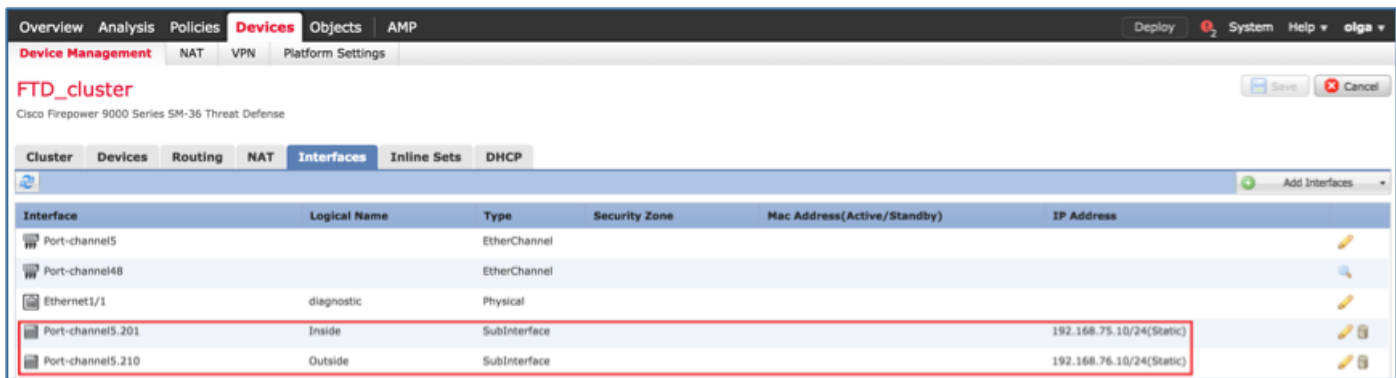 Overview Analysis Policies Devices Objects AMP Deploy 2 System Help olga
Device Management NAT VPN Platform Settings
FTD_cluster
Save Cancel
Cisco Firepower 9000 Series SM-36 Threat Defense
Cluster Devices Routing NAT Interfaces Inline Sets DHCP
Add Interfaces
Interface Logical Name Type Security Zone Mac Address(Active/Standby) IP Address
Port-channel5 EtherChannel
Port-channel48 EtherChannel
Ethernet1/1 diagnostic Physical
Port-channel5.201 Inside SubInterface 192.168.75.10/24(Static)
Port-channel5.210 Outside SubInterface 192.168.76.10/24(Static)